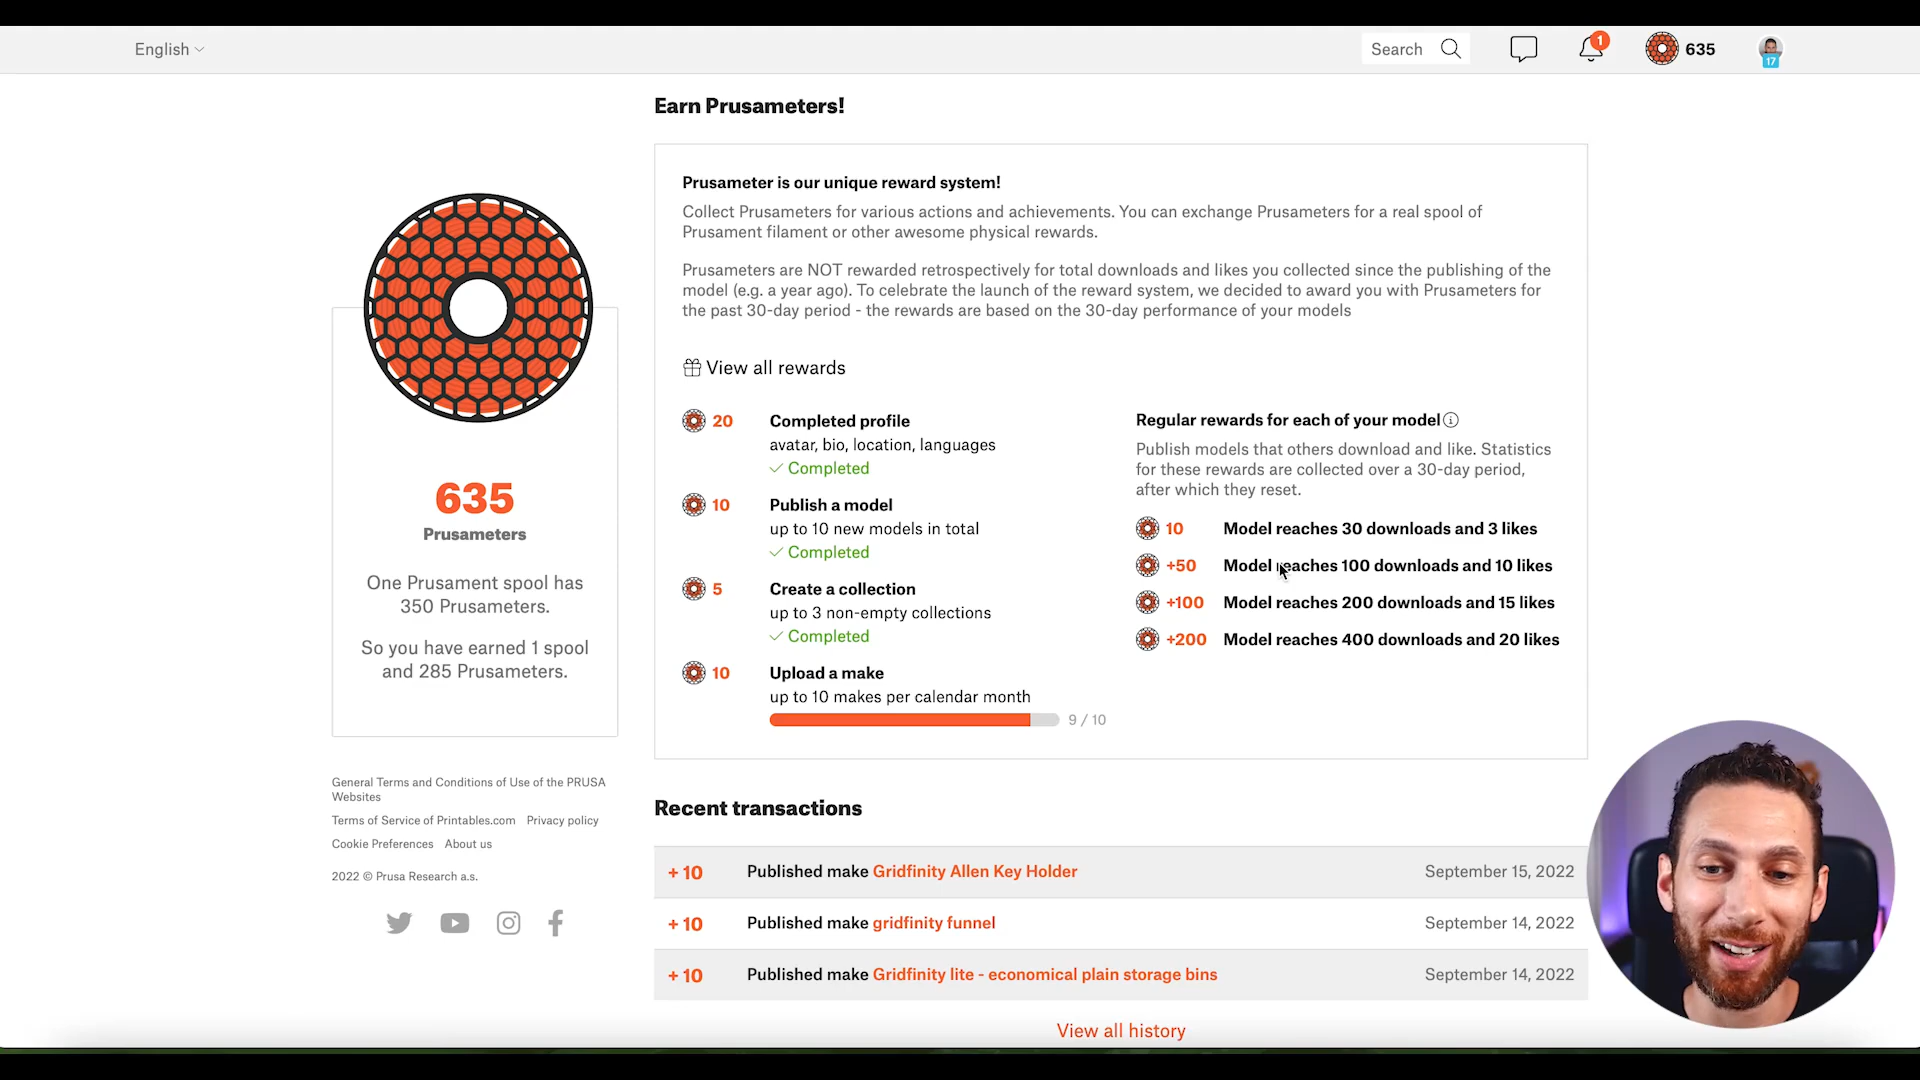 English
Search
1
635
17
Earn Prusameters!
Prusameter is our unique reward system!
Collect Prusameters for various actions and achievements. You can exchange Prusameters for a real spool of
Prusament filament or other awesome physical rewards.
Prusameters are NOT rewarded retrospectively for total downloads and likes you collected since the publishing of the
model (e.g. a year ago). To celebrate the launch of the reward system, we decided to award you with Prusameters for
the past 30-day period - the rewards are based on the 30-day performance of your models
View all rewards
20 Completed profile
avatar, bio, location, languages
Completed
10 Publish a model
up to 10 new models in total
Completed
5 Create a collection
up to 3 non-empty collections
Completed
10 Upload a make
up to 10 makes per calendar month
9 / 10
Regular rewards for each of your model
Publish models that others download and like. Statistics
for these rewards are collected over a 30-day period,
after which they reset.
10 Model reaches 30 downloads and 3 likes
+50 Model reaches 100 downloads and 10 likes
+100 Model reaches 200 downloads and 15 likes
+200 Model reaches 400 downloads and 20 likes
635
Prusameters
One Prusament spool has
350 Prusameters.
So you have earned 1 spool
and 285 Prusameters.
General Terms and Conditions of Use of the PRUSA
Websites
Terms of Service of Printables.com Privacy policy
Cookie Preferences About us
2022 © Prusa Research a.s.
Recent transactions
+ 10 Published make Gridfinity Allen Key Holder September 15, 2022
+ 10 Published make gridfinity funnel September 14, 2022
+ 10 Published make Gridfinity lite - economical plain storage bins September 14, 2022
View all history